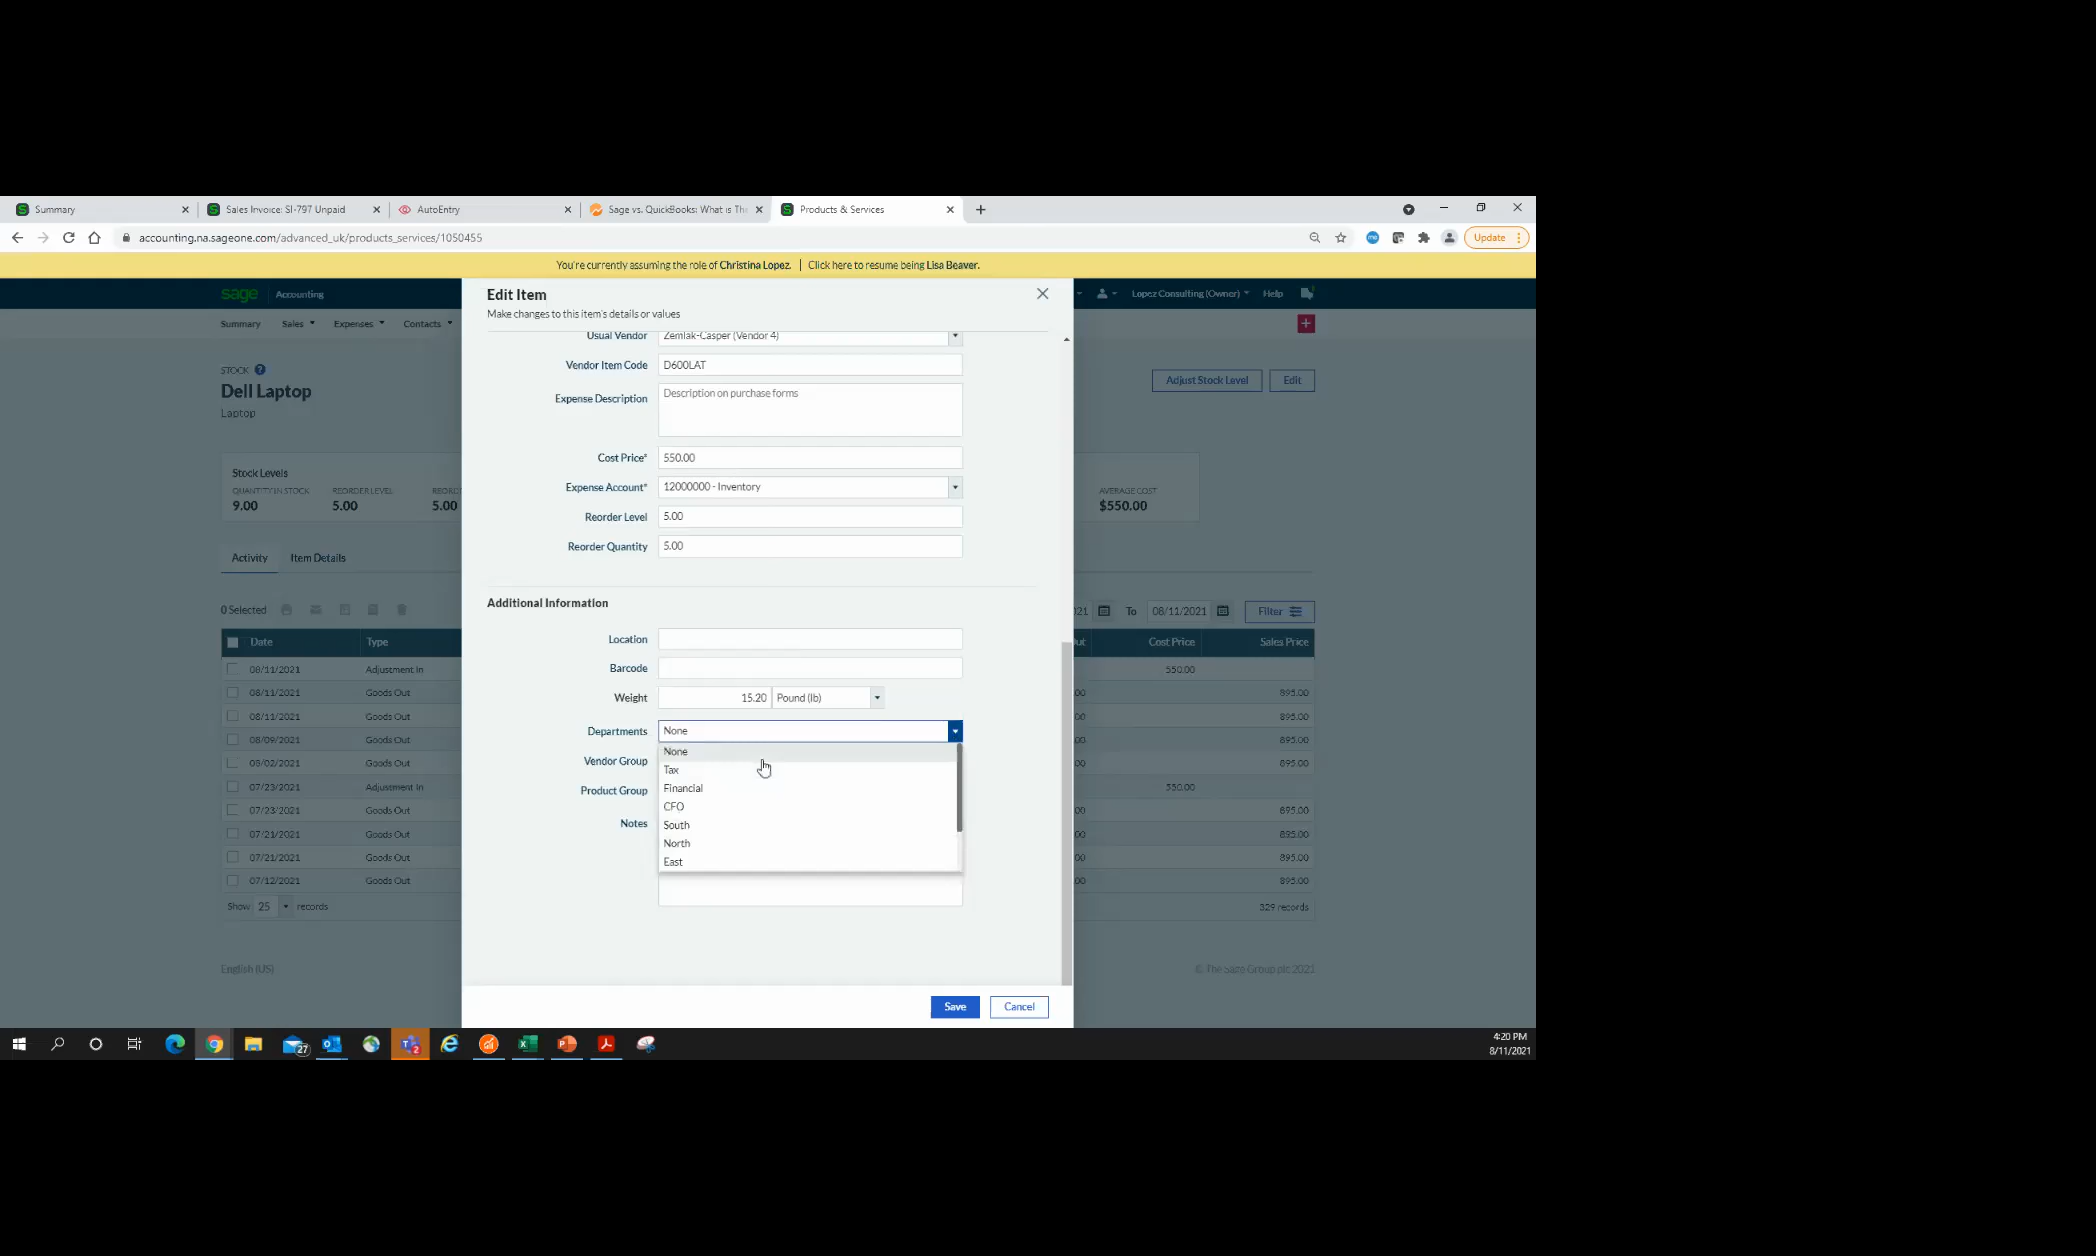 Summary
Sales Invoice: SI-797 Unpaid
AutoEntry
Sage vs. QuickBooks: What is The
Products & Services
accounting.na.sageone.com/advanced_uk/products_services/1050455
Update
You're currently assuming the role of Christina Lopez. | Click here to resume being Lisa Beaver.
sage Accounting
Lopez Consulting (Owner)
Help
Summary
Sales
Expenses
Contacts
Edit Item
Make changes to this item's details or values
Usual Vendor
Zemlak-Casper (Vendor 4)
Vendor Item Code
D600LAT
Expense Description
Description on purchase forms
Cost Price*
550.00
Expense Account*
12000000 - Inventory
Reorder Level
5.00
Reorder Quantity
5.00
Additional Information
Location
Barcode
Weight
15.20
Pound (lb)
Departments
None
None
Tax
Financial
CFO
South
North
East
Vendor Group
Product Group
Notes
Save
Cancel
STOCK
Dell Laptop
Laptop
Adjust Stock Level
Edit
Stock Levels
QUANTITY IN STOCK
REORDER LEVEL
9.00
5.00
5.00
AVERAGE COST
$550.00
Activity
Item Details
0 Selected
To
08/11/2021
Filter
Date
Type
Cost Price
Sales Price
08/11/2021 Adjustment In 550.00
08/11/2021 Goods Out 00 895.00
08/11/2021 Goods Out 00 895.00
08/09/2021 Goods Out 00 895.00
08/02/2021 Goods Out 00 895.00
07/23/2021 Adjustment In 550.00
07/23/2021 Goods Out 00 895.00
07/21/2021 Goods Out 00 895.00
07/21/2021 Goods Out 00 895.00
07/12/2021 Goods Out 00 895.00
Show 25 records
329 records
English (US)
© The Sage Group plc 2021
27
2
4:20 PM
8/11/2021